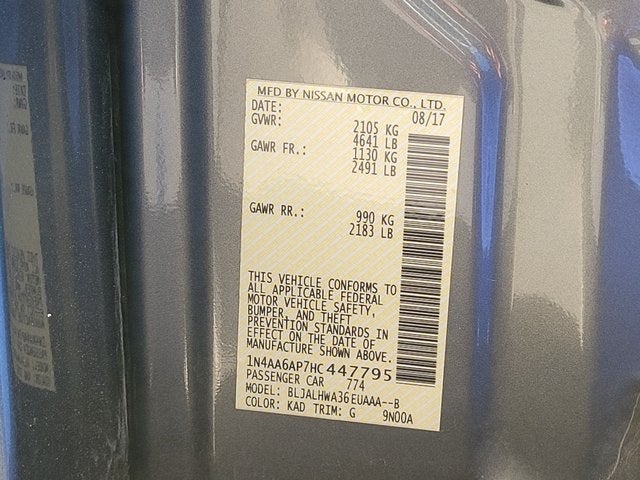 MFD BY NISSAN MOTOR CO., LTD.
DATE: 08/17
GVWR: 2105 KG
4641 LB
GAWR FR.: 1130 KG
2491 LB
GAWR RR.: 990 KG
2183 LB
THIS VEHICLE CONFORMS TO
ALL APPLICABLE FEDERAL
MOTOR VEHICLE SAFETY,
BUMPER, AND THEFT
PREVENTION STANDARDS IN
EFFECT ON THE DATE OF
MANUFACTURE SHOWN ABOVE.
1N4AA6AP7HC447795
PASSENGER CAR 774
MODEL: BLJALHWA36EUAAA--B
COLOR: KAD TRIM: G 9N00A